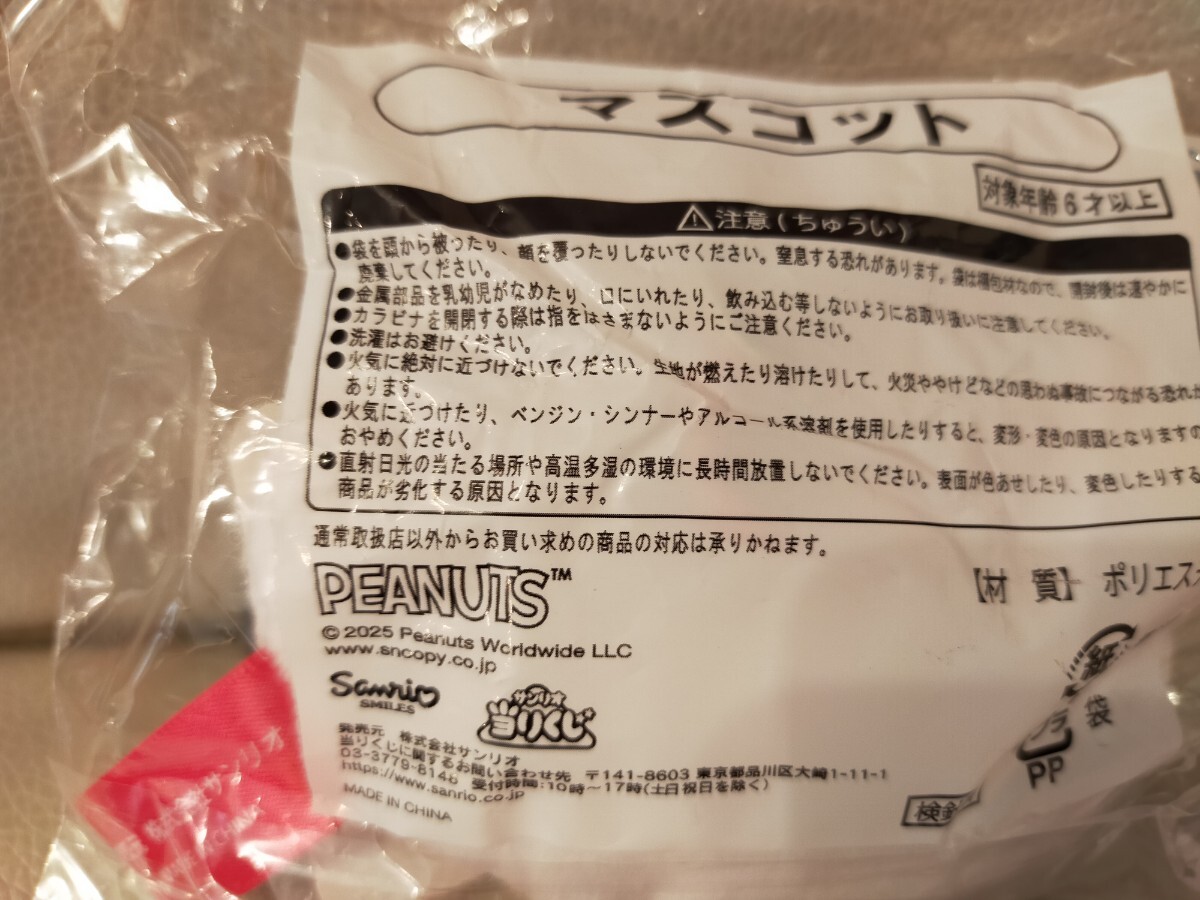 マスコット
対象年齢6才以上
⚠注意(ちゅうい)
●袋を頭から被ったり、顔を覆ったりしないでください。窒息する恐れがあります。袋は梱包材なので、開封後は速やかに
廃棄してください。
●金属部品を乳幼児がなめたり、口にいれたり、飲み込む等しないようにお取り扱いに注意してください。
●カラビナを開閉する際は指をはさまないようにご注意ください。
●洗濯はお避けください。
●火気に絶対に近づけないでください。生地が燃えたり溶けたりして、火災ややけどなどの思わぬ事故につながる恐れが
あります。
●火気に近づけたり、ベンジン・シンナーやアルコール系溶剤を使用したりすると、変形・変色の原因となりますの
おやめください。
●直射日光の当たる場所や高温多湿の環境に長時間放置しないでください。表面が色あせしたり、変色したりする
商品が劣化する原因となります。
通常取扱店以外からお買い求めの商品の対応は承りかねます。
PEANUTS™
【材 質】 ポリエス
© 2025 Peanuts Worldwide LLC
www.sncopy.co.jp
Sanrio
SMILES
サンリオ
当りくじ
紙
袋
PP
発売元 株式会社サンリオ
当りくじに関するお問い合わせ先 〒141-8603 東京都品川区大崎1-11-1
03-3779-8148 受付時間:10時~17時(土日祝日を除く)
https://www.sanrio.co.jp
MADE IN CHINA
検針
株式会社サンリオ